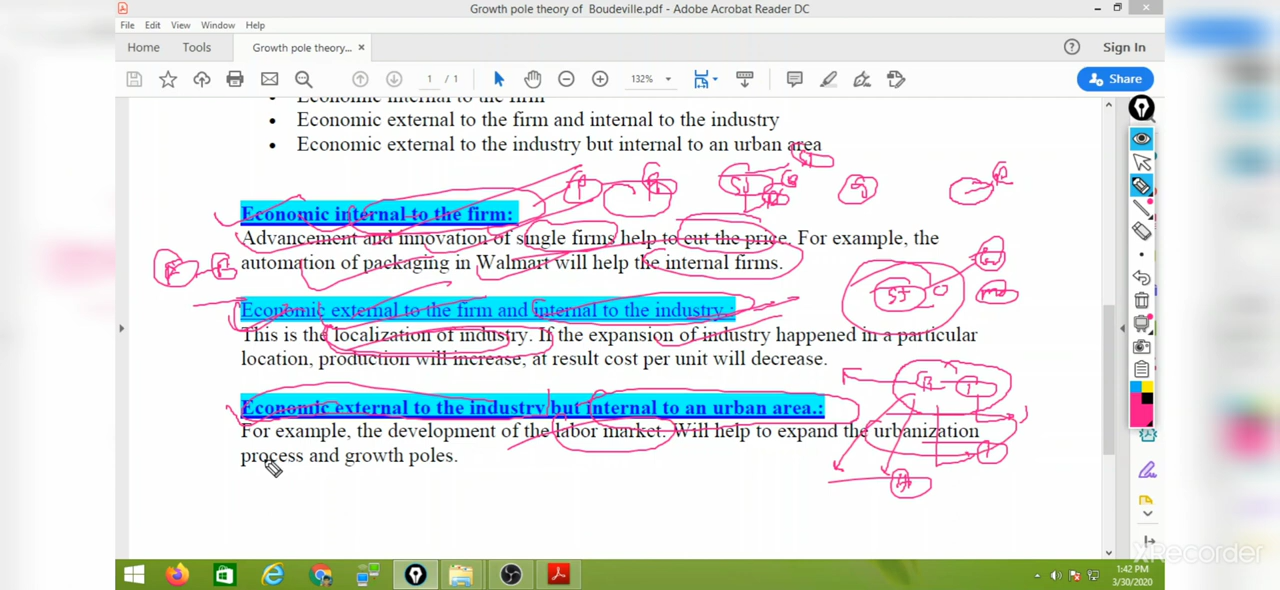 Growth pole theory of Boudeville.pdf - Adobe Acrobat Reader DC
File Edit View Window Help
Home Tools Growth pole theory... × Sign In
1 / 1 132% Share
Economic internal to the firm
• Economic external to the firm and internal to the industry
• Economic external to the industry but internal to an urban area
Economic internal to the firm:
Advancement and innovation of single firms help to cut the price. For example, the
automation of packaging in Walmart will help the internal firms.
Economic external to the firm and internal to the industry.:
This is the localization of industry. If the expansion of industry happened in a particular
location, production will increase, at result cost per unit will decrease.
Economic external to the industry but internal to an urban area.:
For example, the development of the labor market. Will help to expand the urbanization
process and growth poles.
XRecorder
1:42 PM
3/30/2020